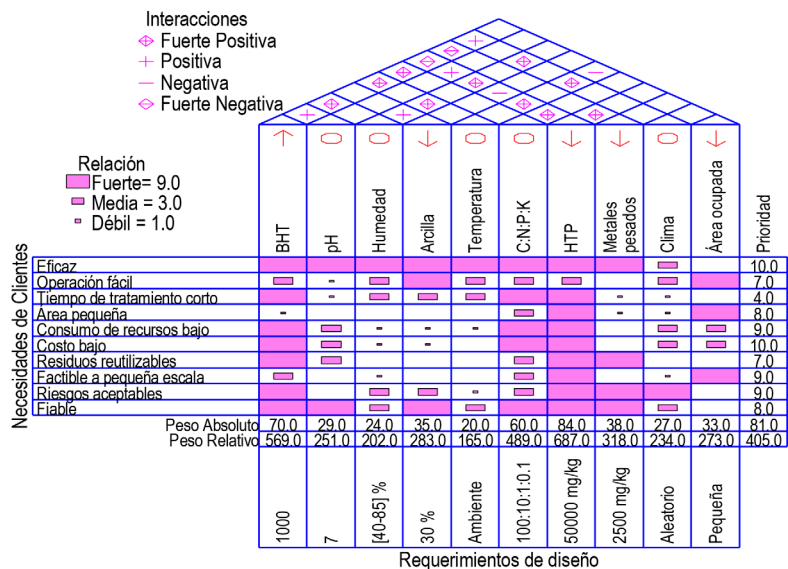 Interacciones
Fuerte Positiva
Positiva
Negativa
Fuerte Negativa
Relación
Fuerte= 9.0
Media = 3.0
Débil = 1.0
BHT
pH
Humedad
Arcilla
Temperatura
C:N:P:K
HTP
Metales
pesados
Clima
Área ocupada
Prioridad
Necesidades de Clientes
Eficaz 10.0
Operación fácil 7.0
Tiempo de tratamiento corto 4.0
Area pequeña 8.0
Consumo de recursos bajo 9.0
Costo bajo 10.0
Residuos reutilizables 7.0
Factible a pequeña escala 9.0
Riesgos aceptables 9.0
Fiable 8.0
Peso Absoluto 70.0 29.0 24.0 35.0 20.0 60.0 84.0 38.0 27.0 33.0 81.0
Peso Relativo 569.0 251.0 202.0 283.0 165.0 489.0 687.0 318.0 234.0 273.0 405.0
1000
7
[40-85] %
30 %
Ambiente
100:10:1:0.1
50000 mg/kg
2500 mg/kg
Aleatorio
Pequeña
Requerimientos de diseño